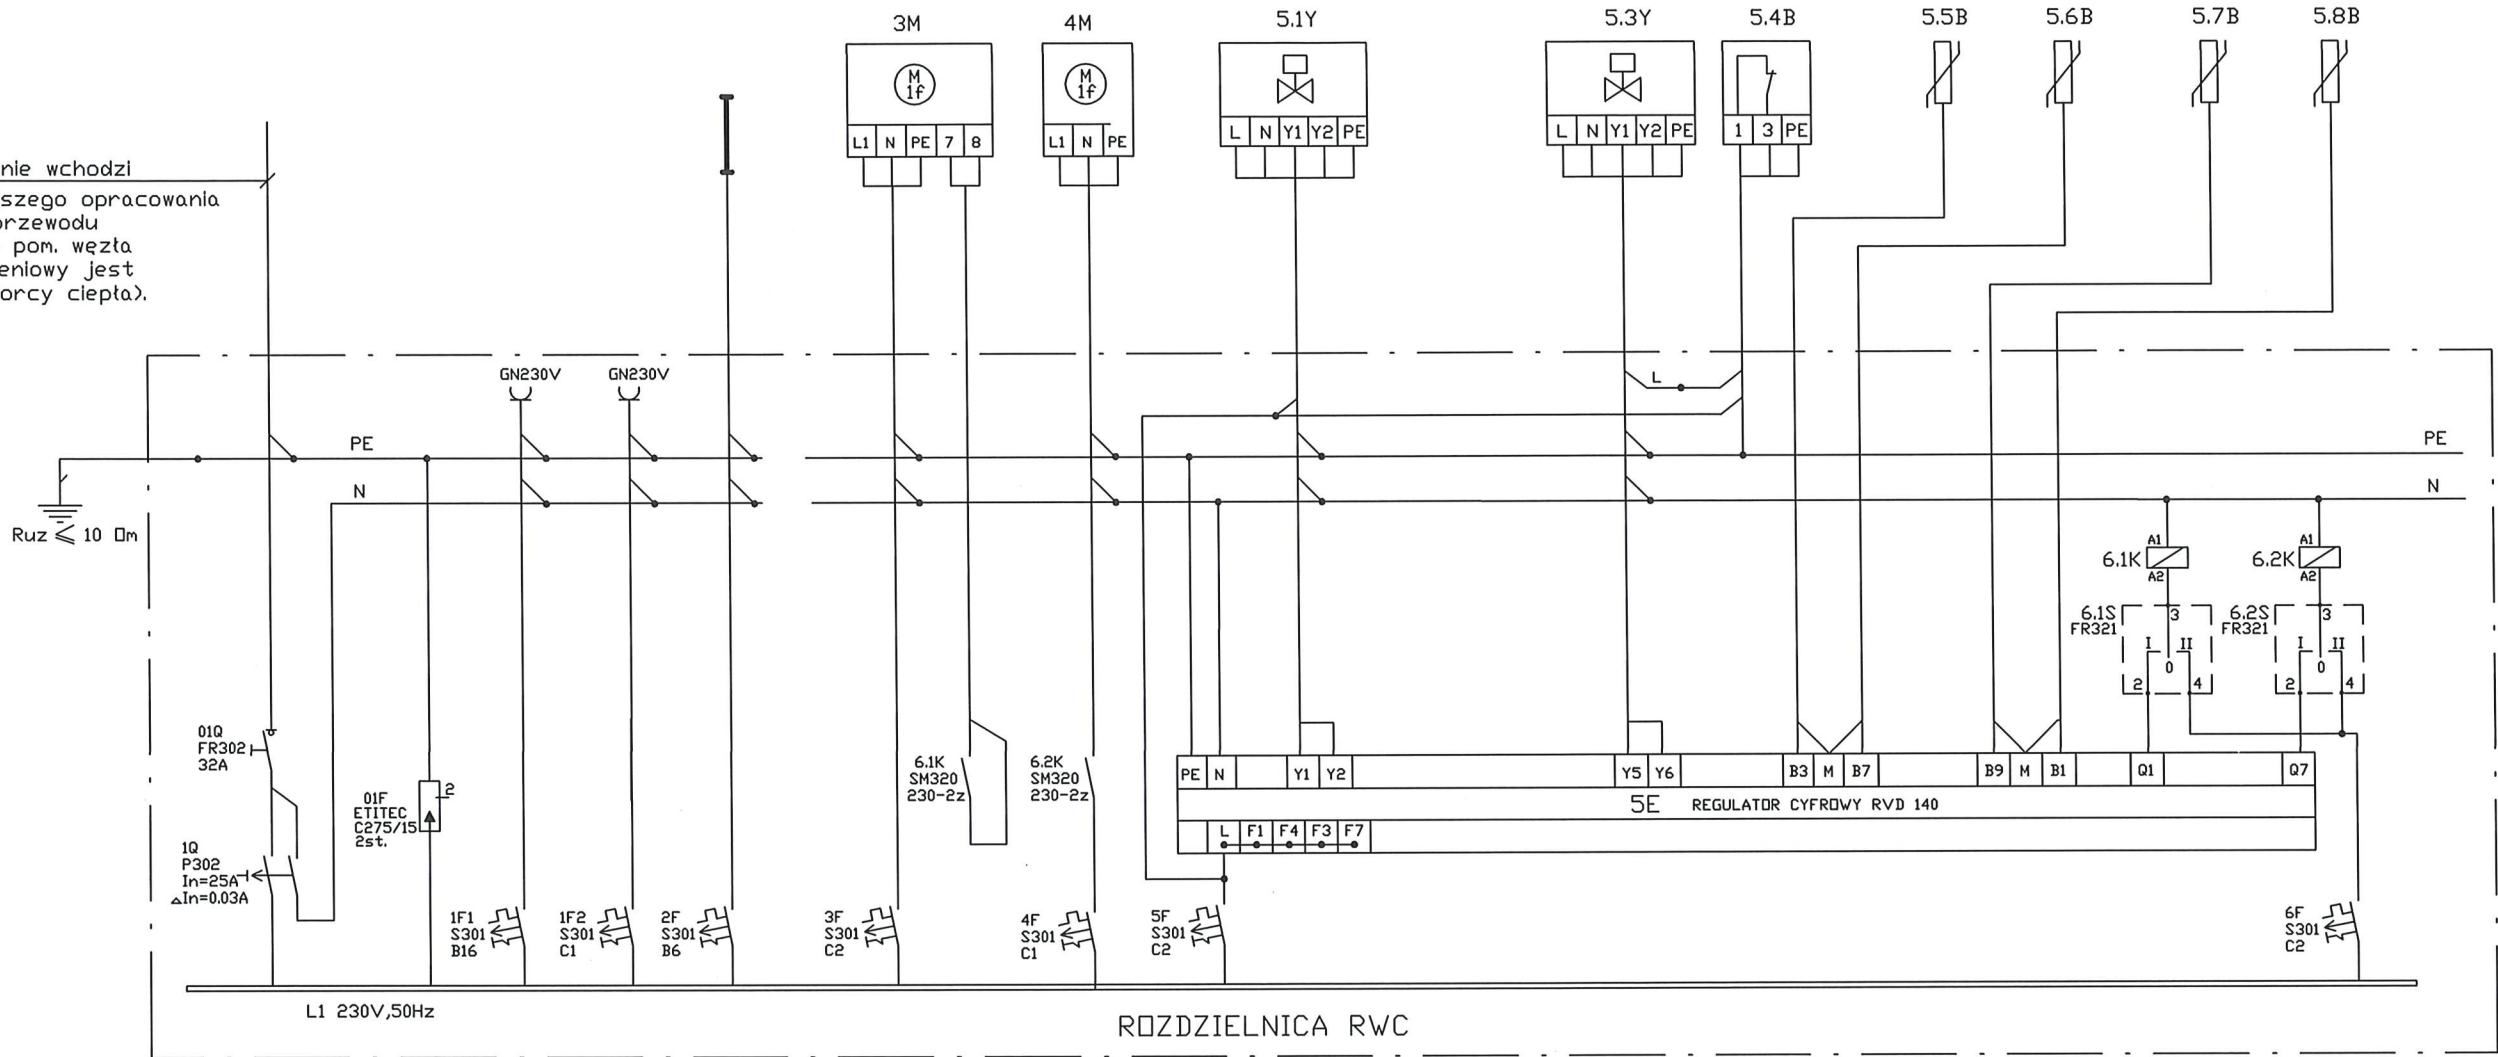 3M
4M
5.1Y
5.3Y
5.4B
5.5B
5.6B
5.7B
5.8B
M
1f
M
1f
L1 N PE 7 8
L1 N PE
L N Y1 Y2 PE
L N Y1 Y2 PE
1 3 PE
nie wchodzi
szego opracowania
orzewodu
pom. węzła
eniowy jest
orcy ciepła).
GN230V
GN230V
L
PE
PE
N
N
Ruz ⩽ 10 Om
A1
6.1K
A2
A1
6.2K
A2
6.1S
FR321
3
I II
0
2 4
6.2S
FR321
3
I II
0
2 4
01Q
FR302
32A
01F
ETITEC
C275/15
2st.
2
1Q
P302
In=25A
△In=0.03A
6.1K
SM320
230-2z
6.2K
SM320
230-2z
PE N Y1 Y2 Y5 Y6 B3 M B7 B9 M B1 Q1 Q7
5E REGULATOR CYFROWY RVD 140
L F1 F4 F3 F7
1F1
S301
B16
1F2
S301
C1
2F
S301
B6
3F
S301
C2
4F
S301
C1
5F
S301
C2
6F
S301
C2
L1 230V,50Hz
ROZDZIELNICA RWC